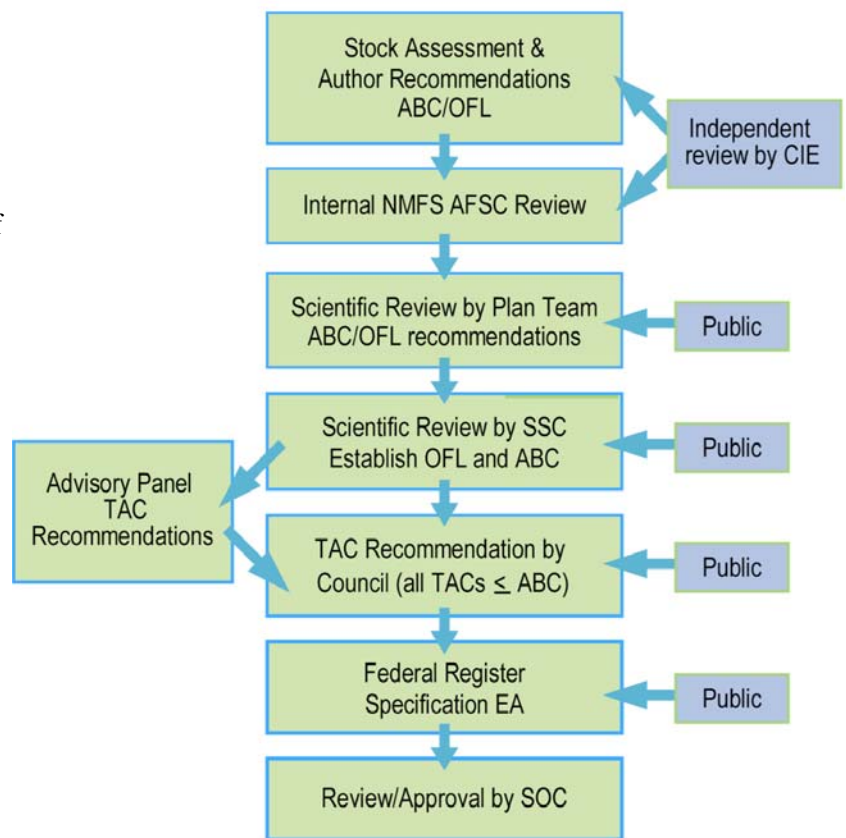 Stock Assessment &
Author Recommendations
ABC/OFL
Independent
review by CIE
Internal NMFS AFSC Review
f
Scientific Review by Plan Team
ABC/OFL recommendations
Public
Scientific Review by SSC
Establish OFL and ABC
Public
Advisory Panel
TAC
Recommendations
TAC Recommendation by
Council (all TACs ≤ ABC)
Public
Federal Register
Specification EA
Public
Review/Approval by SOC